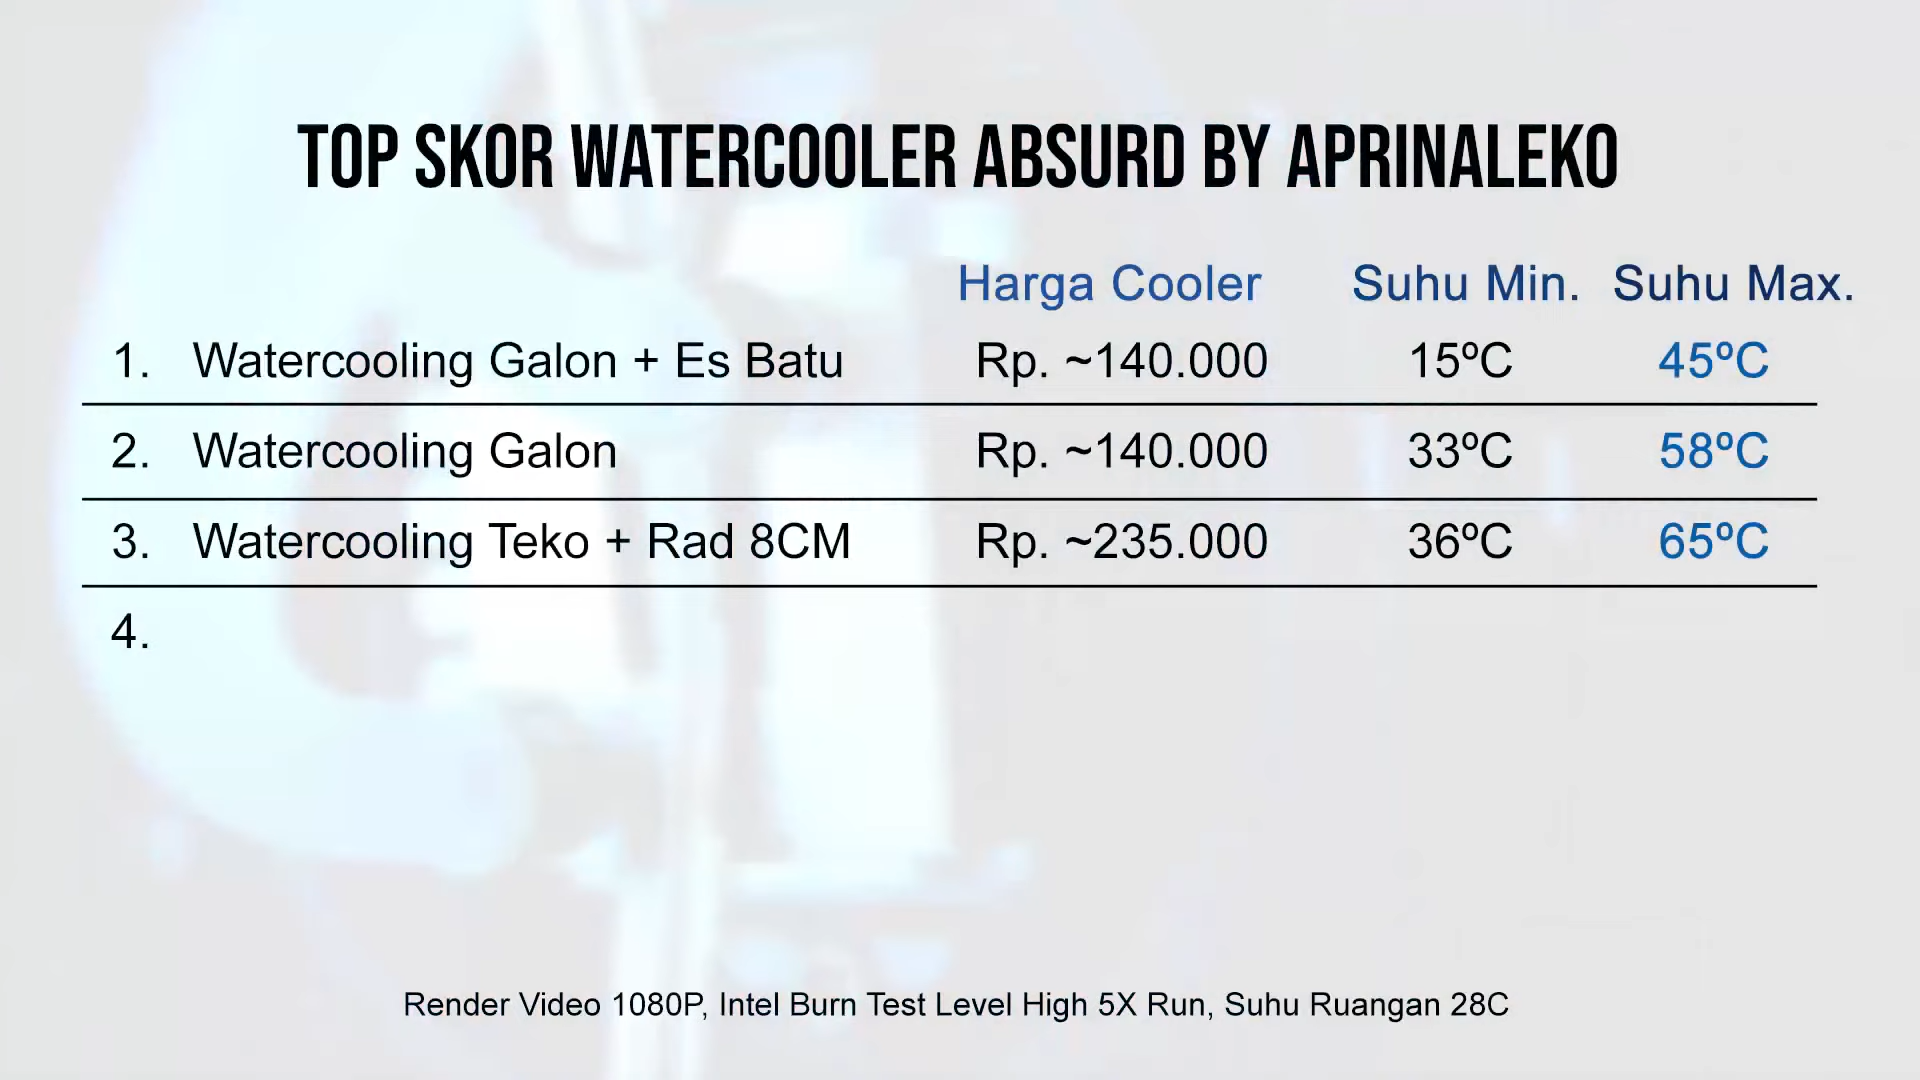 TOP SKOR WATERCOOLER ABSURD BY APRINALEKO
Harga Cooler Suhu Min. Suhu Max.
1. Watercooling Galon + Es Batu Rp. ~140.000 15ºC 45ºC
2. Watercooling Galon Rp. ~140.000 33ºC 58ºC
3. Watercooling Teko + Rad 8CM Rp. ~235.000 36ºC 65ºC
4.
Render Video 1080P, Intel Burn Test Level High 5X Run, Suhu Ruangan 28C